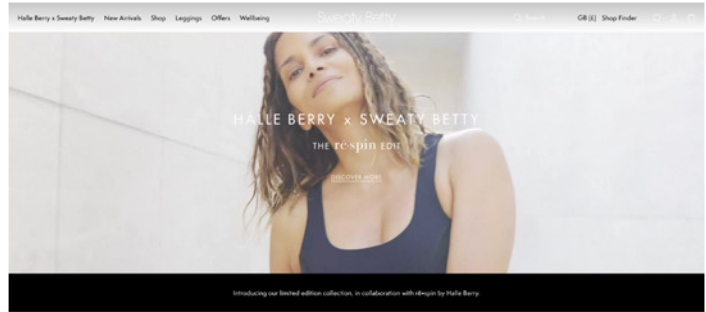 Halle Berry x Sweaty Betty New Arrivals Shop Leggings Offers Wellbeing Sweaty Betty Search GB (£) Shop Finder
HALLE BERRY x SWEATY BETTY
THE re·spin EDIT
DISCOVER MORE
Introducing our limited edition collection, in collaboration with rē•spin by Halle Berry.